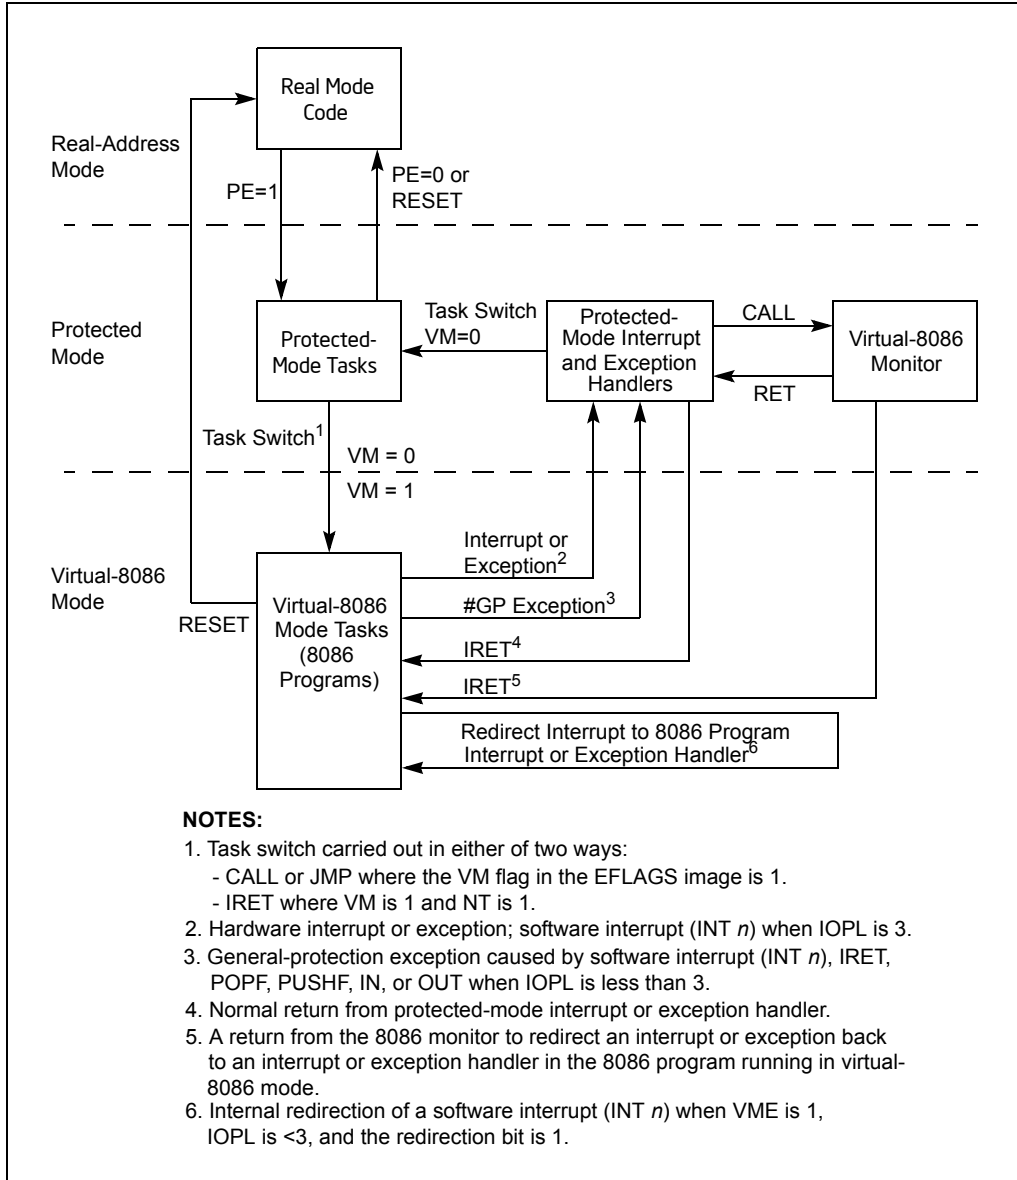 Real Mode
Code
Real-Address
Mode
PE=1
PE=0 or
RESET
Protected
Mode
Protected-
Mode Tasks
Task Switch
VM=0
Protected-
Mode Interrupt
and Exception
Handlers
CALL
RET
Virtual-8086
Monitor
Task Switch1
VM = 0
VM = 1
Virtual-8086
Mode
RESET
Virtual-8086
Mode Tasks
(8086
Programs)
Interrupt or
Exception2
#GP Exception3
IRET4
IRET5
Redirect Interrupt to 8086 Program
Interrupt or Exception Handler6
NOTES:
1. Task switch carried out in either of two ways:
- CALL or JMP where the VM flag in the EFLAGS image is 1.
- IRET where VM is 1 and NT is 1.
2. Hardware interrupt or exception; software interrupt (INT n) when IOPL is 3.
3. General-protection exception caused by software interrupt (INT n), IRET,
POPF, PUSHF, IN, or OUT when IOPL is less than 3.
4. Normal return from protected-mode interrupt or exception handler.
5. A return from the 8086 monitor to redirect an interrupt or exception back
to an interrupt or exception handler in the 8086 program running in virtual-
8086 mode.
6. Internal redirection of a software interrupt (INT n) when VME is 1,
IOPL is <3, and the redirection bit is 1.